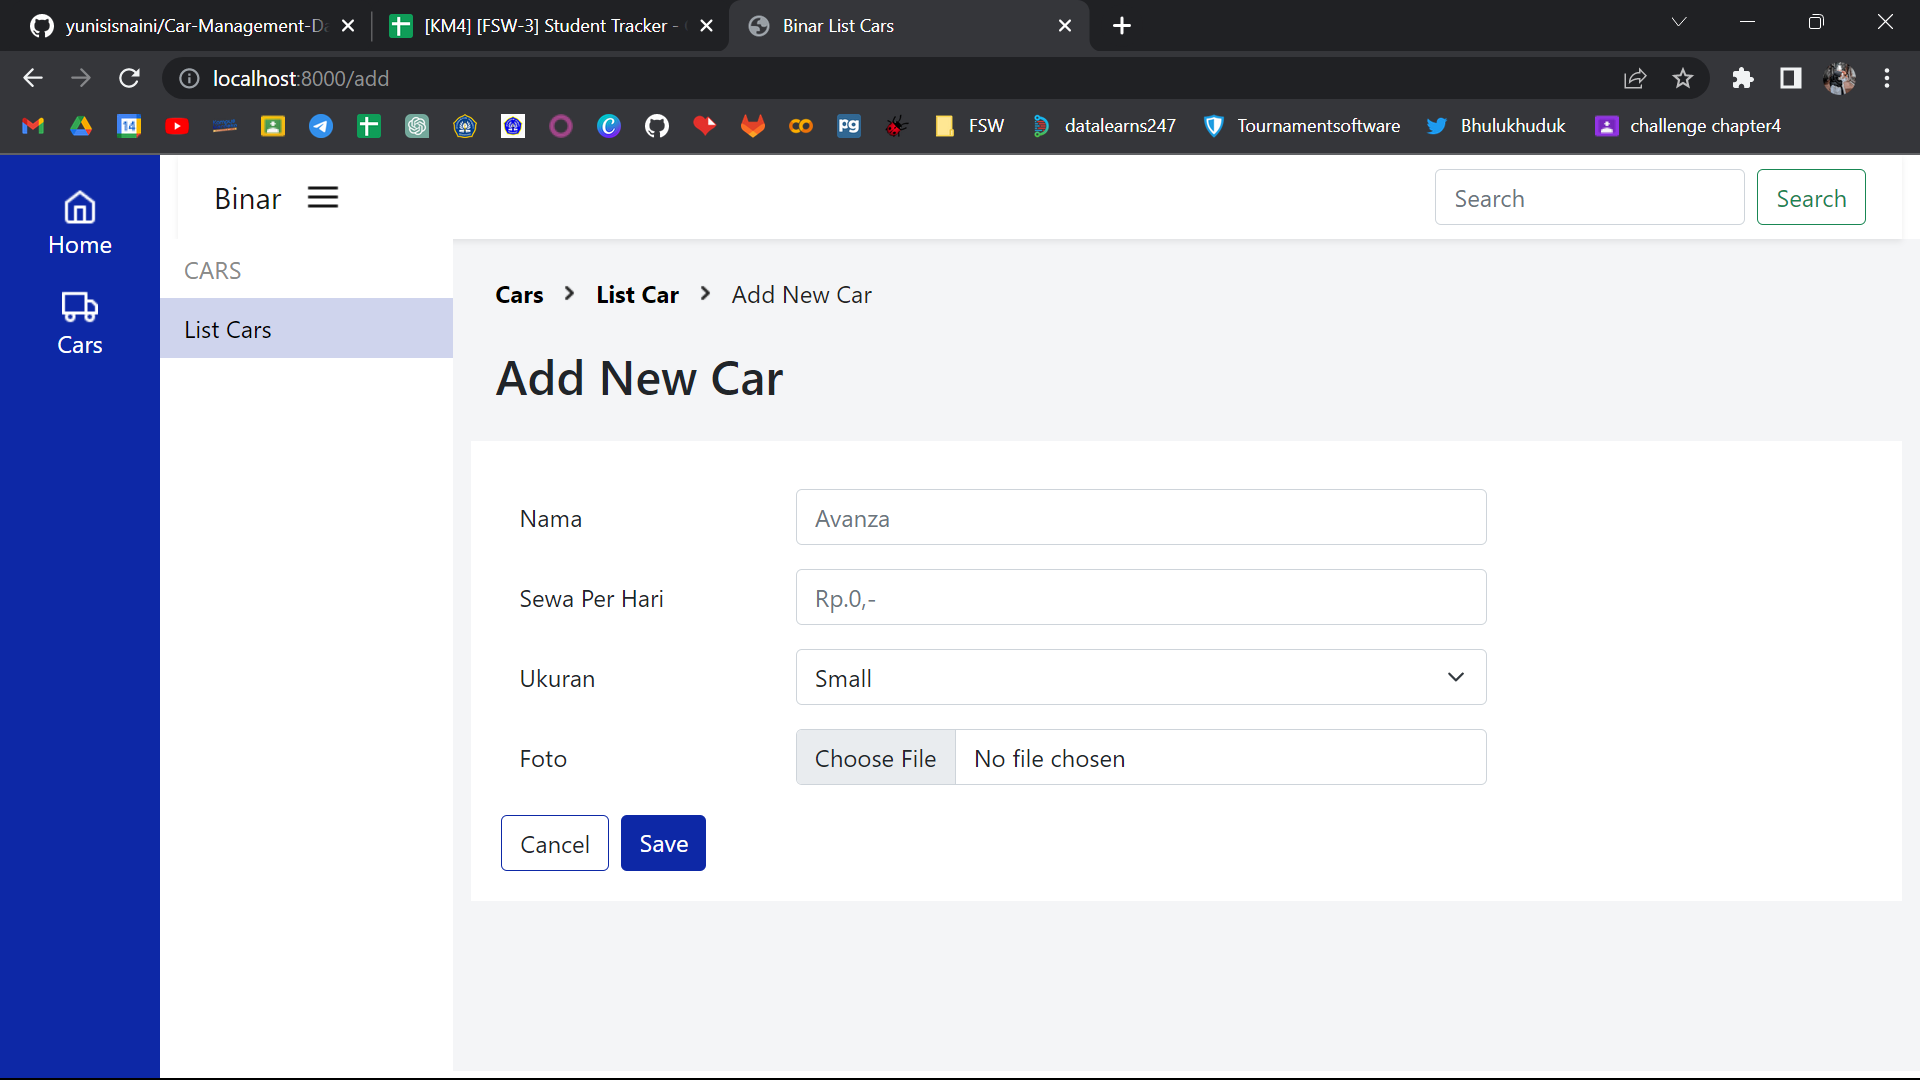 yunisisnaini/Car-Management-Da
[KM4] [FSW-3] Student Tracker -
Binar List Cars
localhost:8000/add
14
FSW
datalearns247
Tournamentsoftware
Bhulukhuduk
challenge chapter4
Home
Cars
Binar
Search
Search
CARS
List Cars
Cars
List Car
Add New Car
Add New Car
Nama
Avanza
Sewa Per Hari
Rp.0,-
Ukuran
Small
Foto
Choose File
No file chosen
Cancel
Save